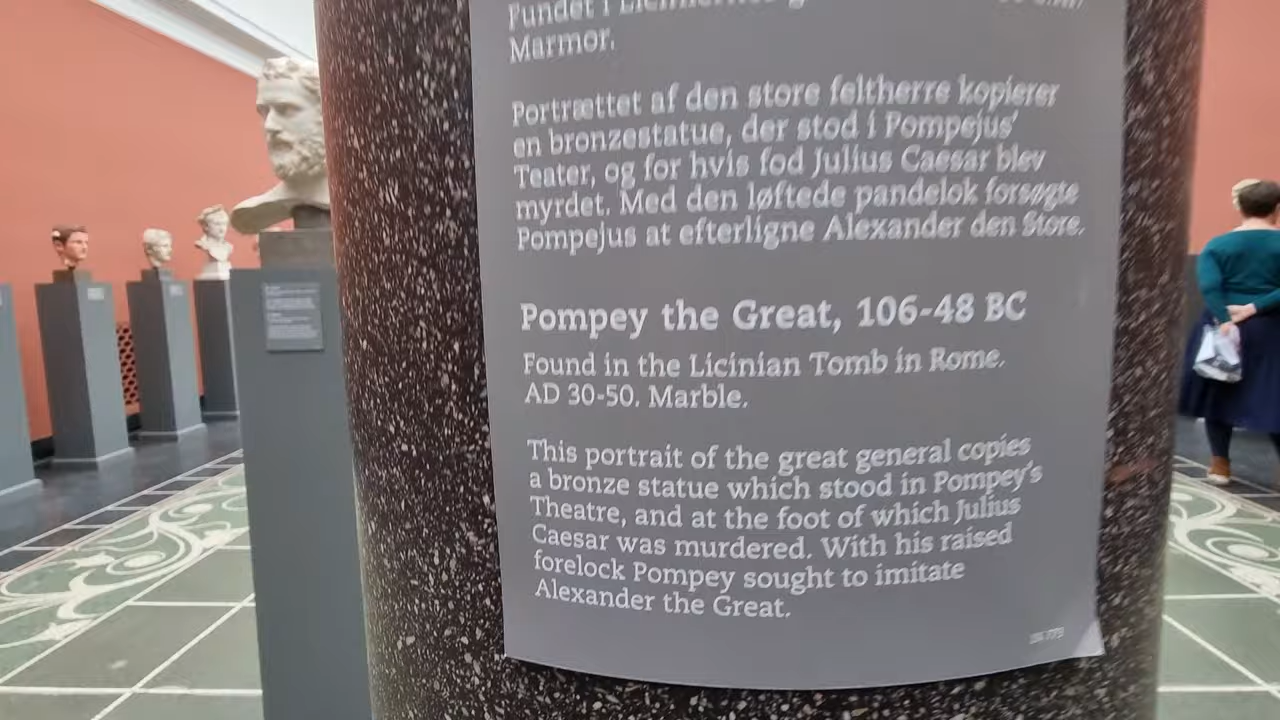 Fundet i
Marmor.
Portrættet af den store feltherre kopierer
en bronzestatue, der stod i Pompejus'
Teater, og for hvis fod Julius Caesar blev
myrdet. Med den løftede pandelok forsøgte
Pompejus at efterligne Alexander den Store.
Pompey the Great, 106-48 BC
Found in the Licinian Tomb in Rome.
AD 30-50. Marble.
This portrait of the great general copies
a bronze statue which stood in Pompey's
Theatre, and at the foot of which Julius
Caesar was murdered. With his raised
forelock Pompey sought to imitate
Alexander the Great.